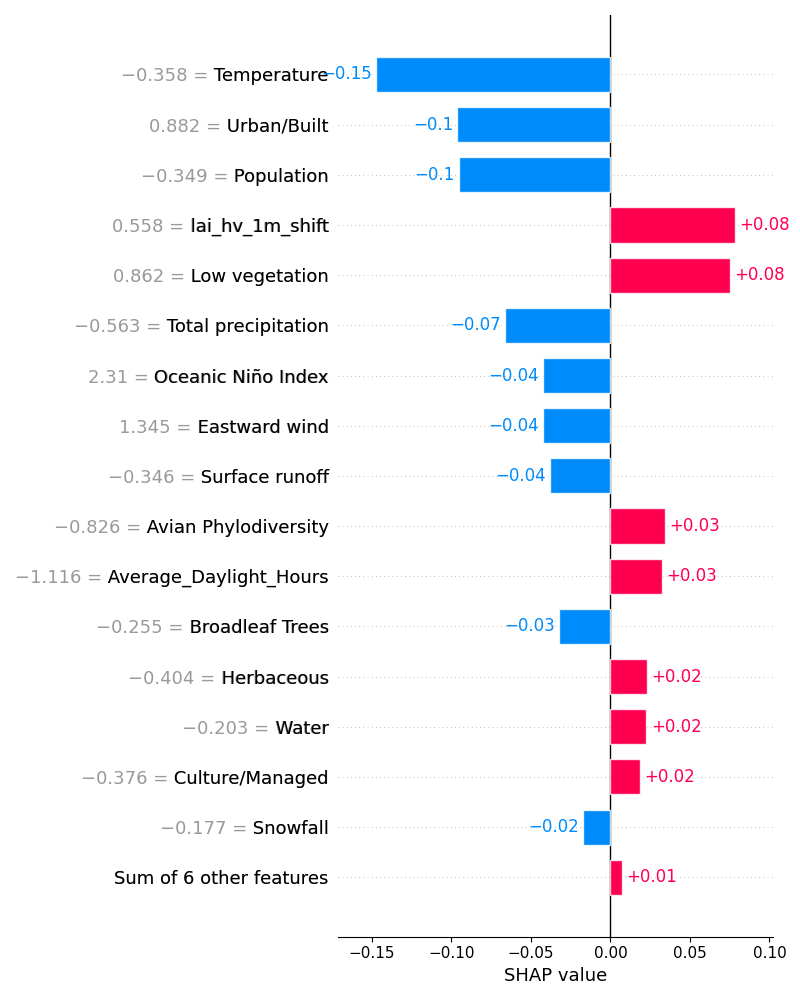 −0.358 = Temperature −0.15
0.882 = Urban/Built −0.1
−0.349 = Population −0.1
0.558 = lai_hv_1m_shift +0.08
0.862 = Low vegetation +0.08
−0.563 = Total precipitation −0.07
2.31 = Oceanic Niño Index −0.04
1.345 = Eastward wind −0.04
−0.346 = Surface runoff −0.04
−0.826 = Avian Phylodiversity +0.03
−1.116 = Average_Daylight_Hours +0.03
−0.255 = Broadleaf Trees −0.03
−0.404 = Herbaceous +0.02
−0.203 = Water +0.02
−0.376 = Culture/Managed +0.02
−0.177 = Snowfall −0.02
Sum of 6 other features +0.01
−0.15 −0.10 −0.05 0.00 0.05 0.10
SHAP value